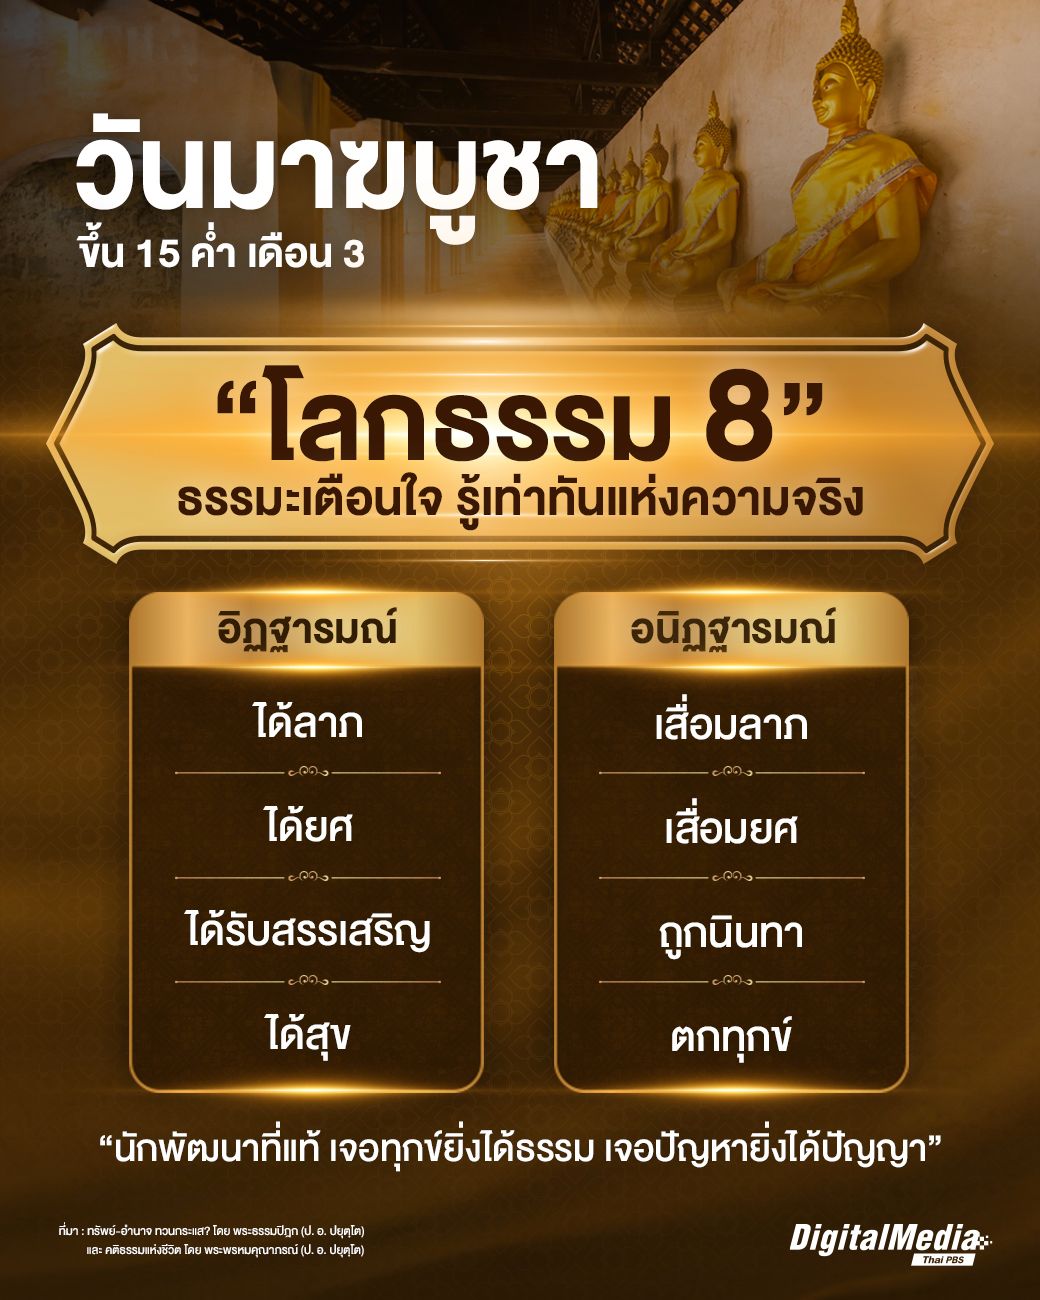 วันมาฆบูชา
ขึ้น 15 ค่ำ เดือน 3
“โลกธรรม 8”
ธรรมะเตือนใจ รู้เท่าทันแห่งความจริง
อิฏฐารมณ์
ได้ลาภ
ได้ยศ
ได้รับสรรเสริญ
ได้สุข
อนิฏฐารมณ์
เสื่อมลาภ
เสื่อมยศ
ถูกนินทา
ตกทุกข์
“นักพัฒนาที่แท้ เจอทุกข์ยิ่งได้ธรรม เจอปัญหายิ่งได้ปัญญา”
ที่มา : ทรัพย์-อำนาจ ทวนกระแส? โดย พระธรรมปิฎก (ป. อ. ปยุตฺโต)
และ คติธรรมแห่งชีวิต โดย พระพรหมคุณาภรณ์ (ป. อ. ปยุตฺโต)
DigitalMedia
Thai PBS